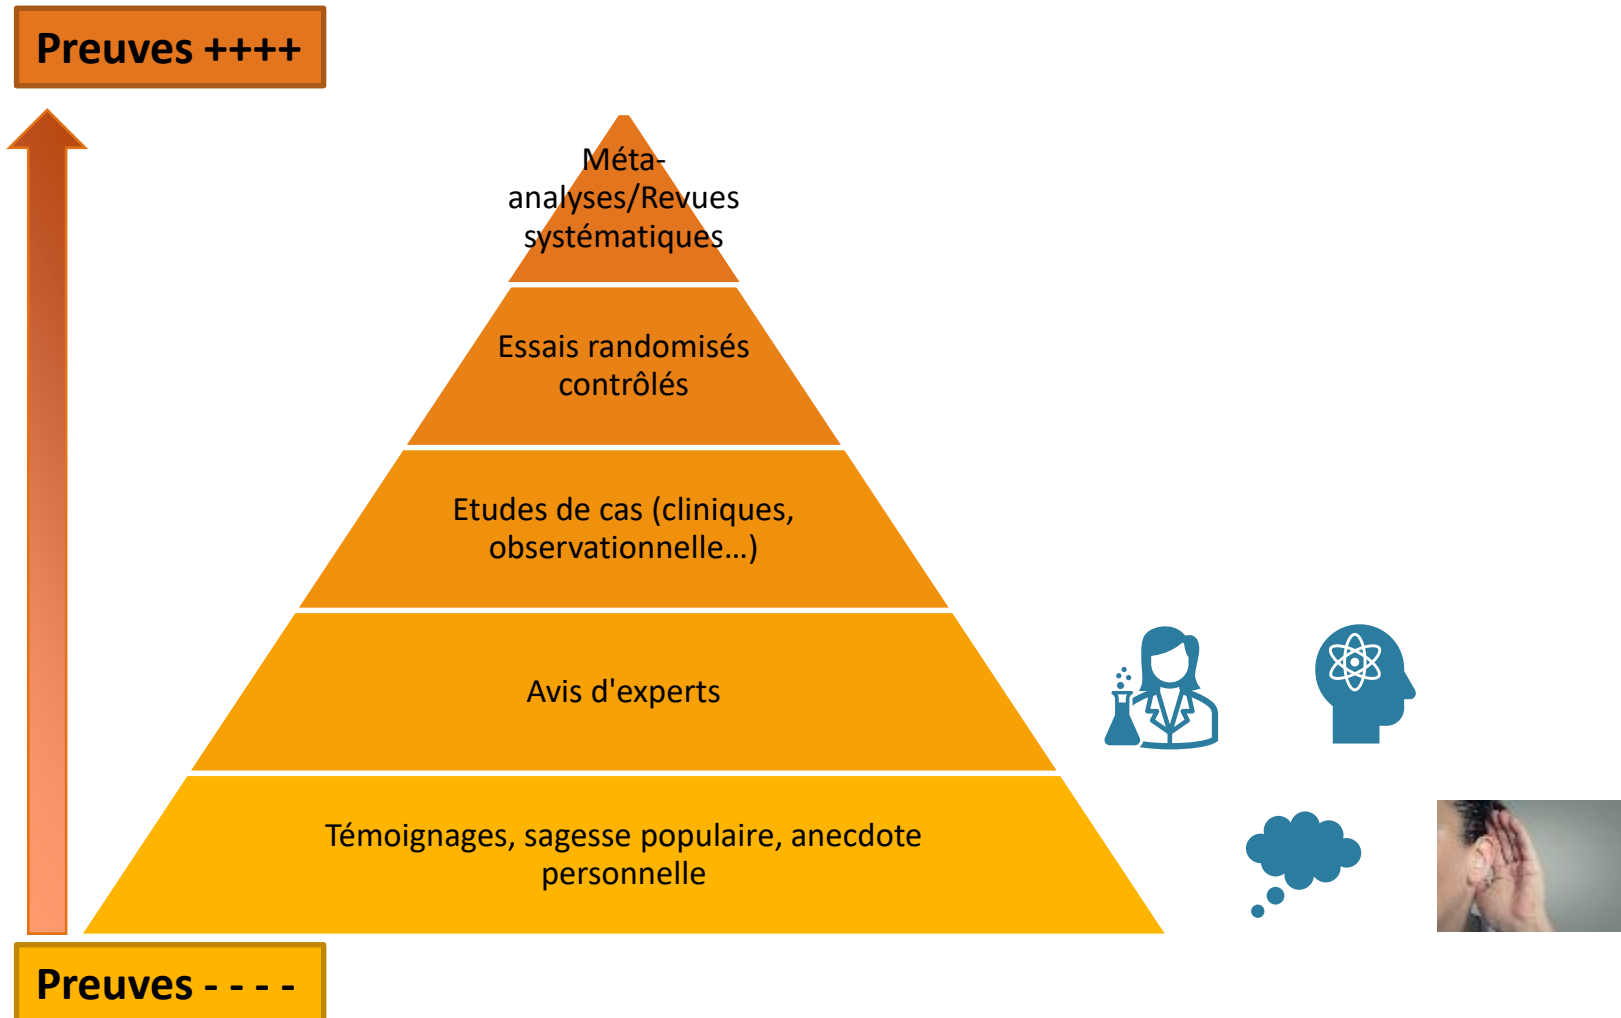 Preuves ++++
Méta-
analyses/Revues
systématiques
Essais randomisés
contrôlés
Etudes de cas (cliniques,
observationnelle…)
Avis d'experts
Témoignages, sagesse populaire, anecdote
personnelle
Preuves - - - -